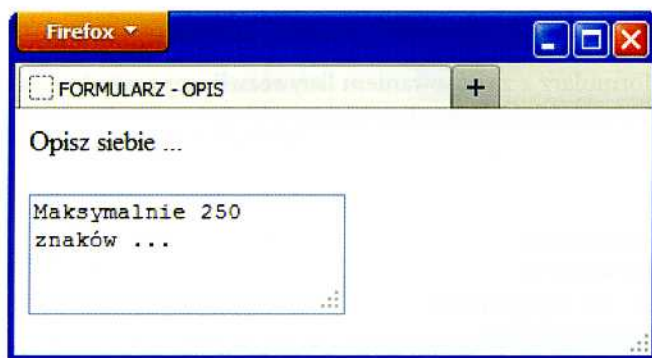 Firefox
FORMULARZ - OPIS
+
Opisz siebie ...
Maksymalnie 250
znaków ...